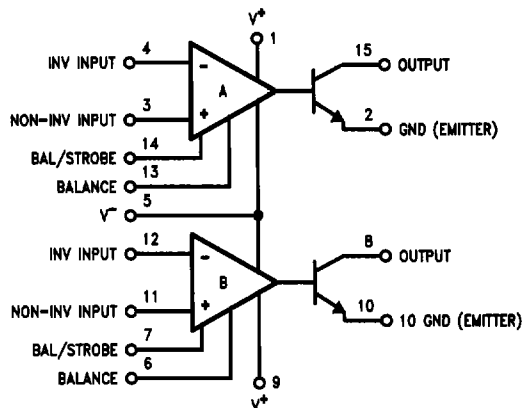 V+
1
4
INV INPUT
-
15
OUTPUT
A
3
NON-INV INPUT
+
2
GND (EMITTER)
14
BAL/STROBE
13
BALANCE
5
V-
12
INV INPUT
-
8
OUTPUT
B
11
NON-INV INPUT
+
10
10 GND (EMITTER)
7
BAL/STROBE
6
BALANCE
9
V+